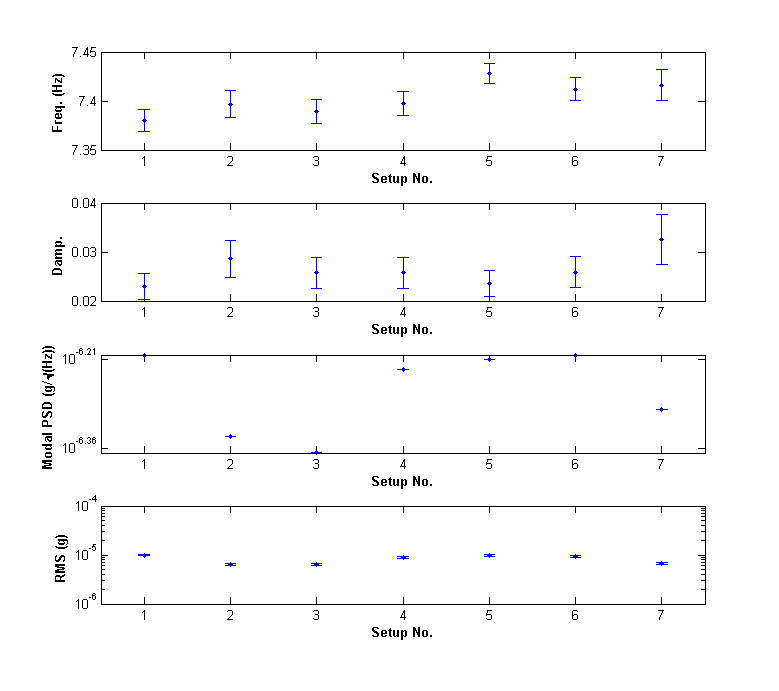 7.45
7.4
7.35
Freq. (Hz)
1 2 3 4 5 6 7
Setup No.
0.04
0.03
0.02
Damp.
1 2 3 4 5 6 7
Setup No.
10^-6.21
10^-6.36
Modal PSD (g/√(Hz))
1 2 3 4 5 6 7
Setup No.
10^-4
10^-5
10^-6
RMS (g)
1 2 3 4 5 6 7
Setup No.